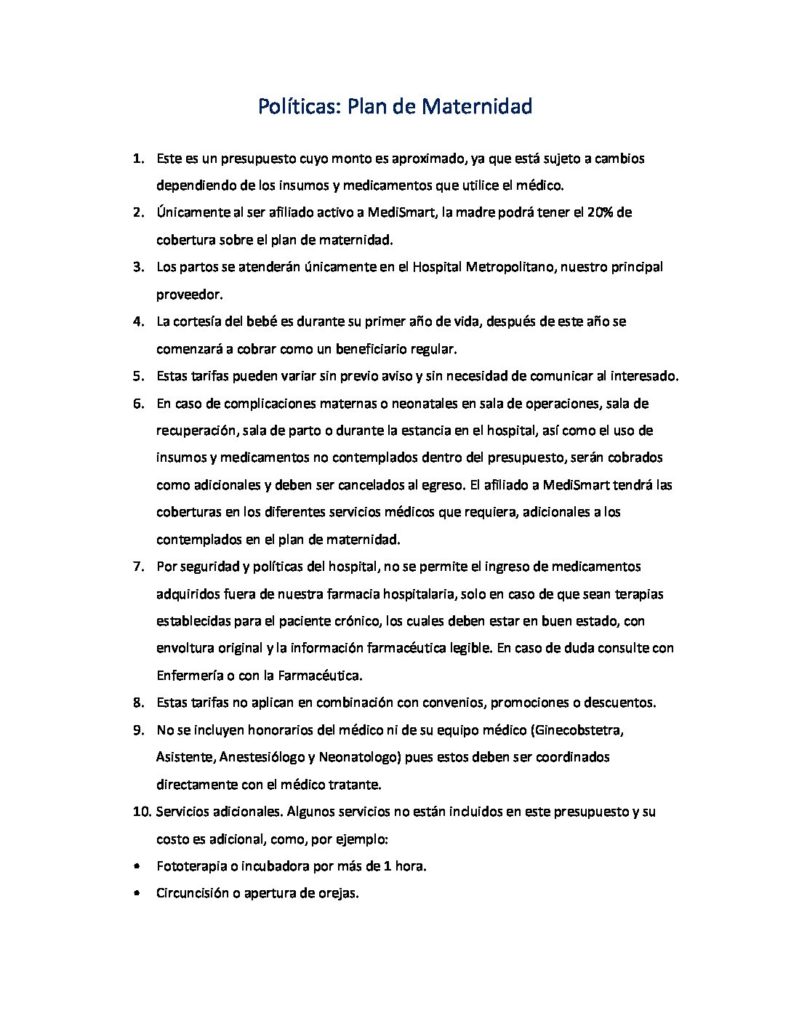 Políticas: Plan de Maternidad
1. Este es un presupuesto cuyo monto es aproximado, ya que está sujeto a cambios
dependiendo de los insumos y medicamentos que utilice el médico.
2. Únicamente al ser afiliado activo a MediSmart, la madre podrá tener el 20% de
cobertura sobre el plan de maternidad.
3. Los partos se atenderán únicamente en el Hospital Metropolitano, nuestro principal
proveedor.
4. La cortesía del bebé es durante su primer año de vida, después de este año se
comenzará a cobrar como un beneficiario regular.
5. Estas tarifas pueden variar sin previo aviso y sin necesidad de comunicar al interesado.
6. En caso de complicaciones maternas o neonatales en sala de operaciones, sala de
recuperación, sala de parto o durante la estancia en el hospital, así como el uso de
insumos y medicamentos no contemplados dentro del presupuesto, serán cobrados
como adicionales y deben ser cancelados al egreso. El afiliado a MediSmart tendrá las
coberturas en los diferentes servicios médicos que requiera, adicionales a los
contemplados en el plan de maternidad.
7. Por seguridad y políticas del hospital, no se permite el ingreso de medicamentos
adquiridos fuera de nuestra farmacia hospitalaria, solo en caso de que sean terapias
establecidas para el paciente crónico, los cuales deben estar en buen estado, con
envoltura original y la información farmacéutica legible. En caso de duda consulte con
Enfermería o con la Farmacéutica.
8. Estas tarifas no aplican en combinación con convenios, promociones o descuentos.
9. No se incluyen honorarios del médico ni de su equipo médico (Ginecobstetra,
Asistente, Anestesiólogo y Neonatologo) pues estos deben ser coordinados
directamente con el médico tratante.
10. Servicios adicionales. Algunos servicios no están incluidos en este presupuesto y su
costo es adicional, como, por ejemplo:
• Fototerapia o incubadora por más de 1 hora.
• Circuncisión o apertura de orejas.